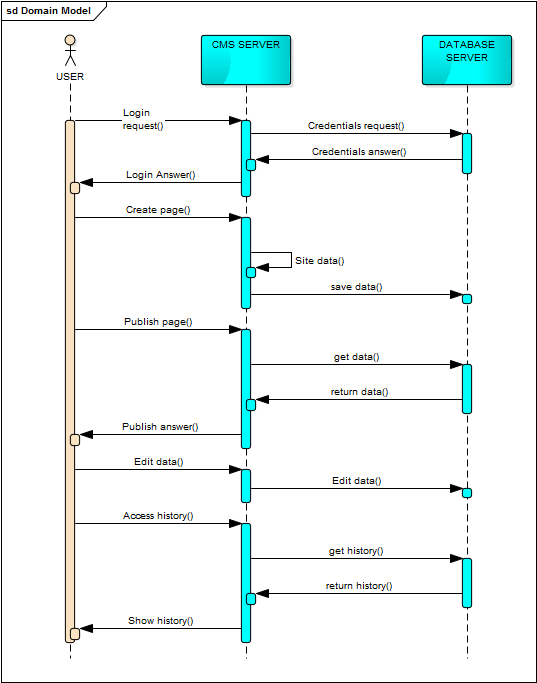 sd Domain Model
USER
CMS SERVER
DATABASE
SERVER
Login
request()
Credentials request()
Credentials answer()
Login Answer()
Create page()
Site data()
save data()
Publish page()
get data()
return data()
Publish answer()
Edit data()
Edit data()
Access history()
get history()
return history()
Show history()